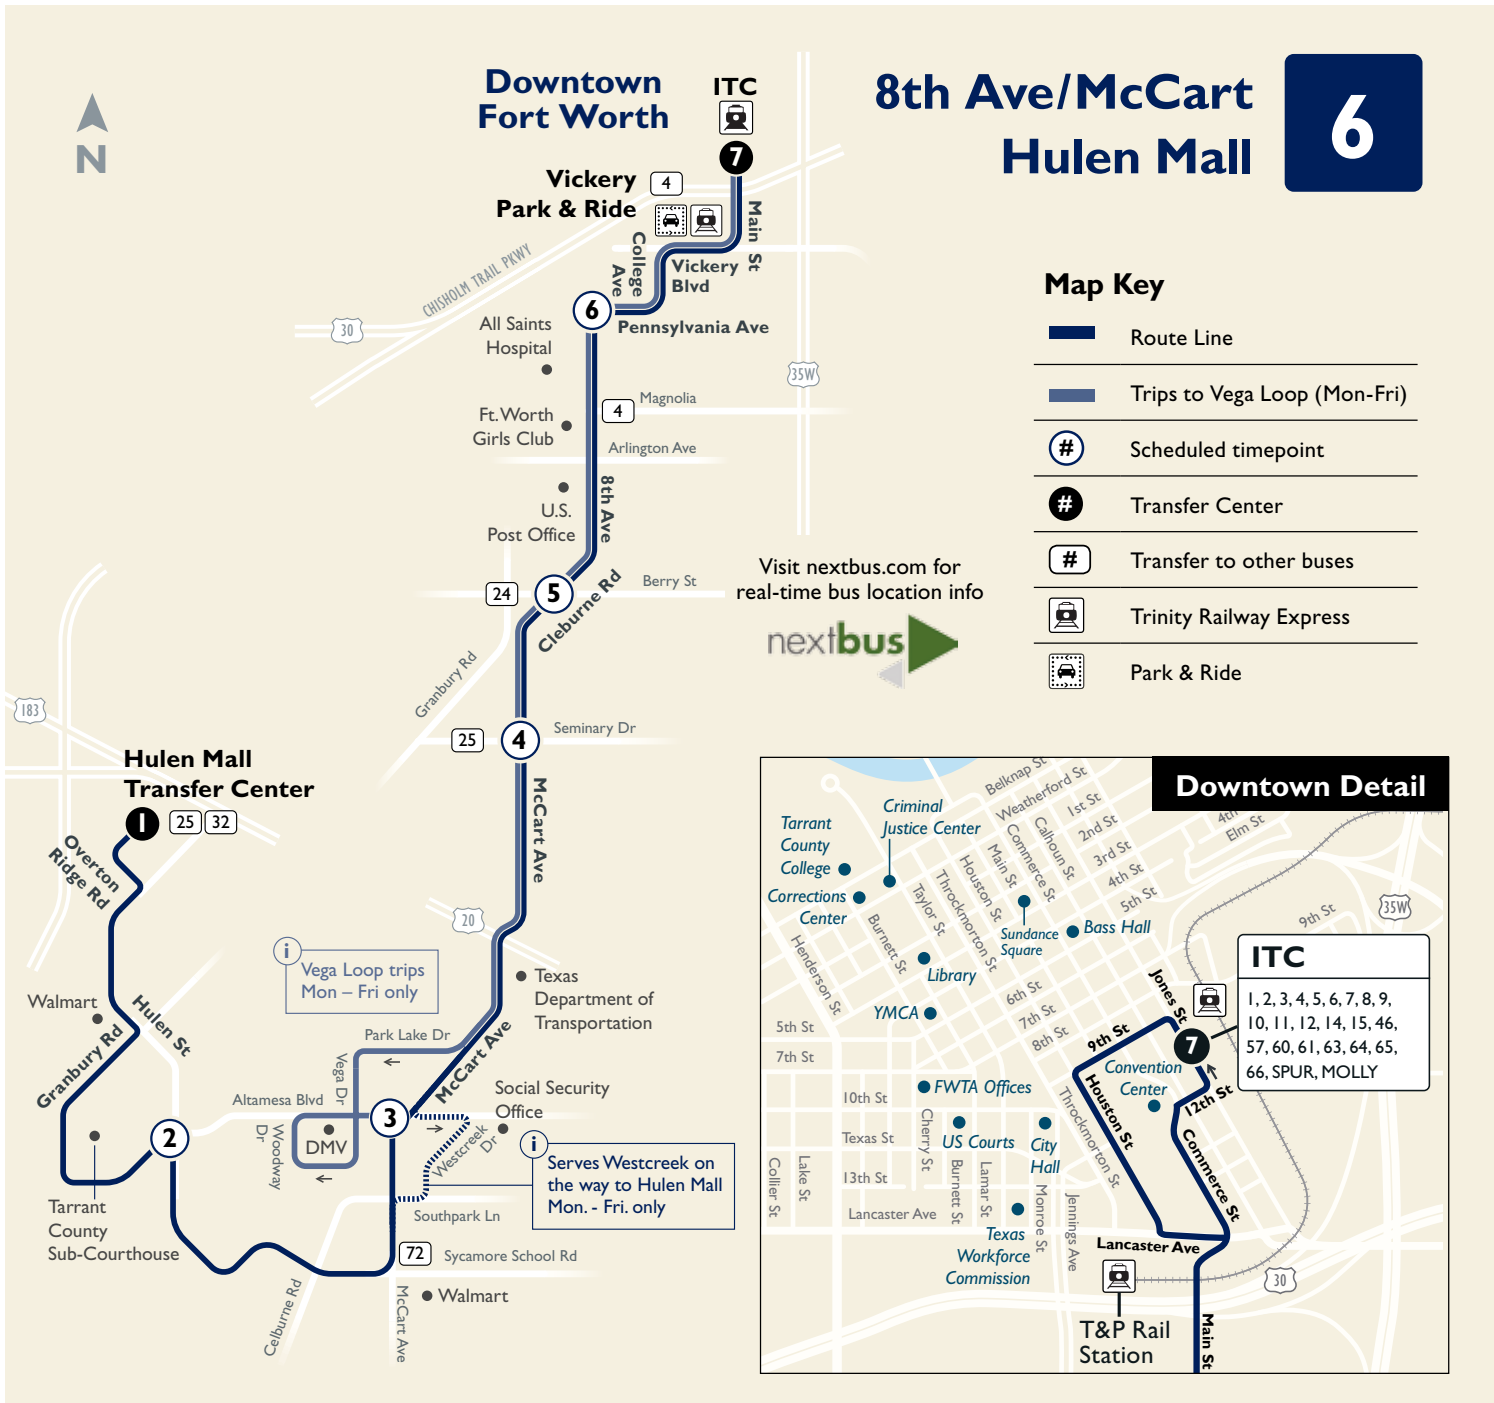 8th Ave/McCart
Hulen Mall
6
N
Downtown
Fort Worth
ITC
7
Vickery
Park & Ride
4
Main St
College
Ave
Vickery
Blvd
CHISHOLM TRAIL PKWY
30
6
Pennsylvania Ave
All Saints
Hospital
35W
Ft. Worth
Girls Club
4
Magnolia
Arlington Ave
8th Ave
U.S.
Post Office
24
5
Berry St
Cleburne Rd
Granbury Rd
25
4
Seminary Dr
183
Hulen Mall
Transfer Center
1
25
32
Overton
Ridge Rd
McCart Ave
20
i
Vega Loop trips
Mon – Fri only
Texas
Department of
Transportation
Walmart
Hulen St
Granbury Rd
Park Lake Dr
Vega Dr
McCart Ave
Social Security
Office
Altamesa Blvd
3
2
Woodway
Dr
DMV
Westcreek
Dr
i
Serves Westcreek on
the way to Hulen Mall
Mon. - Fri. only
Tarrant
County
Sub-Courthouse
Southpark Ln
72
Sycamore School Rd
Celburne Rd
McCart Ave
Walmart
Visit nextbus.com for
real-time bus location info
nextbus
Map Key
Route Line
Trips to Vega Loop (Mon-Fri)
#
Scheduled timepoint
#
Transfer Center
#
Transfer to other buses
Trinity Railway Express
Park & Ride
Downtown Detail
Belknap St
Weatherford St
1st St
2nd St
3rd St
4th St
5th St
4th
Elm St
Criminal
Justice Center
Tarrant
County
College
Corrections
Center
Calhoun St
Commerce St
Main St
Houston St
Throckmorton St
Taylor St
Burnett St
Henderson St
Sundance
Square
Bass Hall
35W
9th St
Library
YMCA
6th St
7th St
8th St
5th St
7th St
Jones St
9th St
7
ITC
1, 2, 3, 4, 5, 6, 7, 8, 9,
10, 11, 12, 14, 15, 46,
57, 60, 61, 63, 64, 65,
66, SPUR, MOLLY
Convention
Center
12th St
FWTA Offices
10th St
Houston St
Throckmorton St
Commerce St
Cherry St
US Courts
City
Hall
Texas St
13th St
Collier St
Lake St
Burnett St
Lamar St
Monroe St
Jennings Ave
Lancaster Ave
Texas
Workforce
Commission
Lancaster Ave
30
T&P Rail
Station
Main St